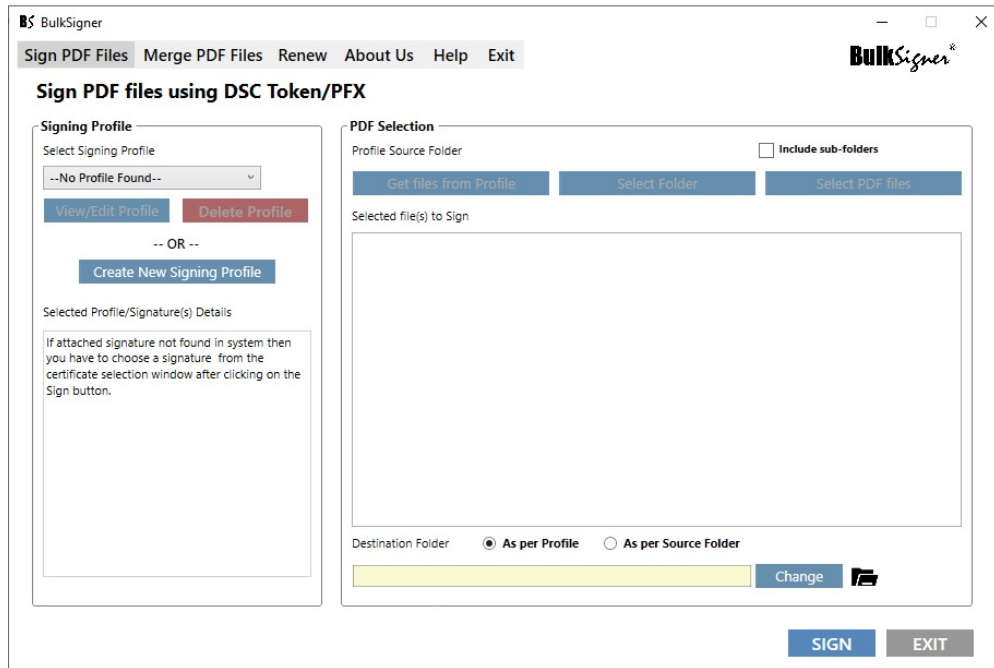 BS BulkSigner
Sign PDF Files Merge PDF Files Renew About Us Help Exit
BulkSigner®
Sign PDF files using DSC Token/PFX
Signing Profile
Select Signing Profile
--No Profile Found--
View/Edit Profile Delete Profile
-- OR --
Create New Signing Profile
Selected Profile/Signature(s) Details
If attached signature not found in system then
you have to choose a signature from the
certificate selection window after clicking on the
Sign button.
PDF Selection
Profile Source Folder Include sub-folders
Get files from Profile Select Folder Select PDF files
Selected file(s) to Sign
Destination Folder As per Profile As per Source Folder
Change
SIGN EXIT